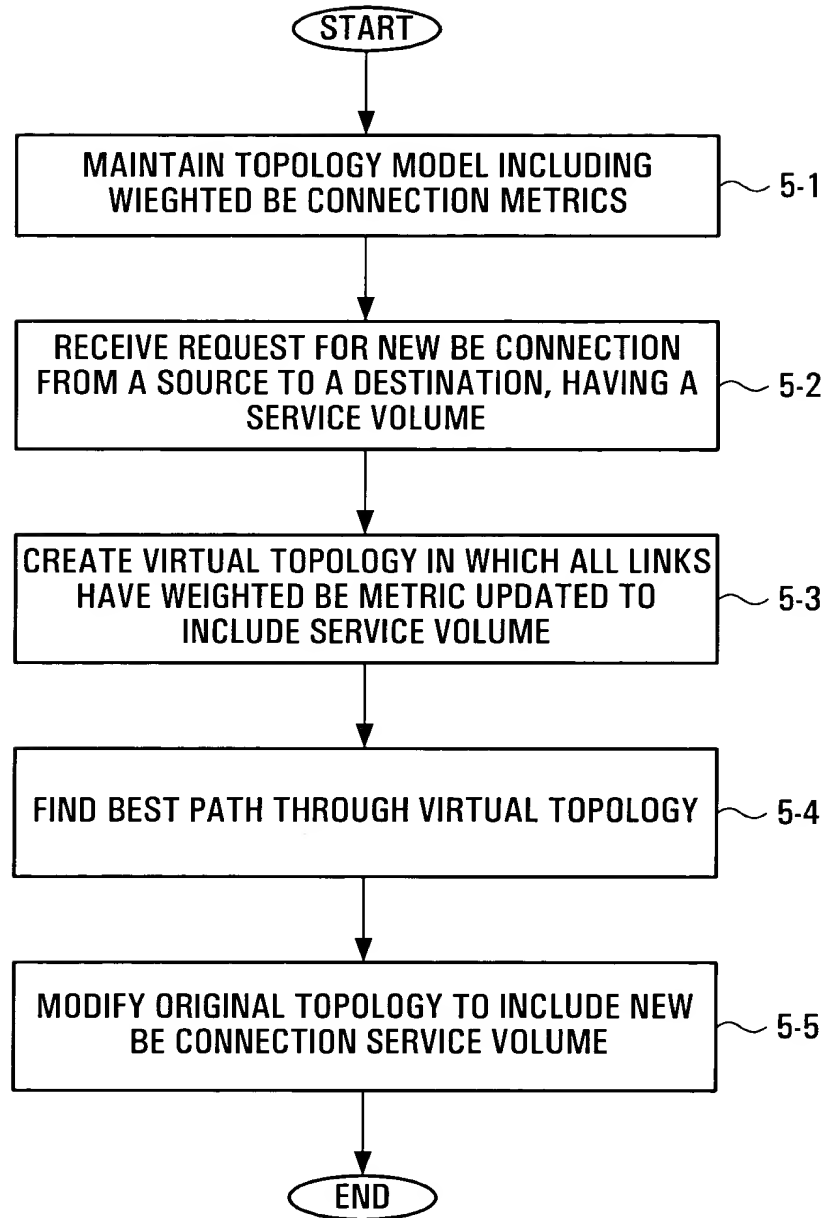 START
MAINTAIN TOPOLOGY MODEL INCLUDING
WIEGHTED BE CONNECTION METRICS
5-1
RECEIVE REQUEST FOR NEW BE CONNECTION
FROM A SOURCE TO A DESTINATION, HAVING A
SERVICE VOLUME
5-2
CREATE VIRTUAL TOPOLOGY IN WHICH ALL LINKS
HAVE WEIGHTED BE METRIC UPDATED TO
INCLUDE SERVICE VOLUME
5-3
FIND BEST PATH THROUGH VIRTUAL TOPOLOGY
5-4
MODIFY ORIGINAL TOPOLOGY TO INCLUDE NEW
BE CONNECTION SERVICE VOLUME
5-5
END